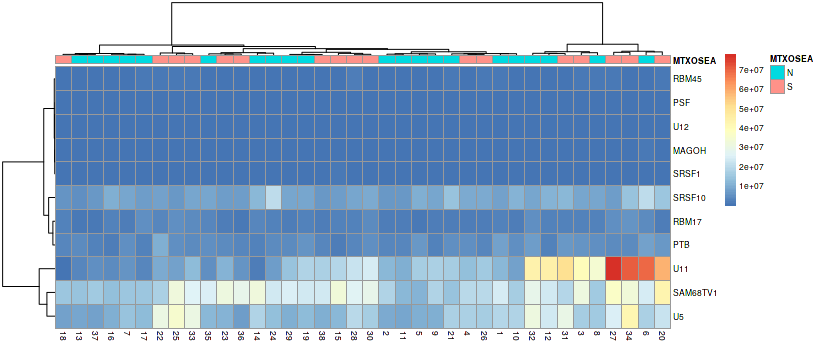 MTXOSEA
RBM45
PSF
U12
MAGOH
SRSF1
SRSF10
RBM17
PTB
U11
SAM68TV1
U5
18 13 37 16 7 17 22 25 33 35 23 36 14 24 29 19 38 15 28 30 2 11 5 9 21 4 26 1 10 32 12 31 3 8 27 34 6 20
7e+07
6e+07
5e+07
4e+07
3e+07
2e+07
1e+07
MTXOSEA
N
S